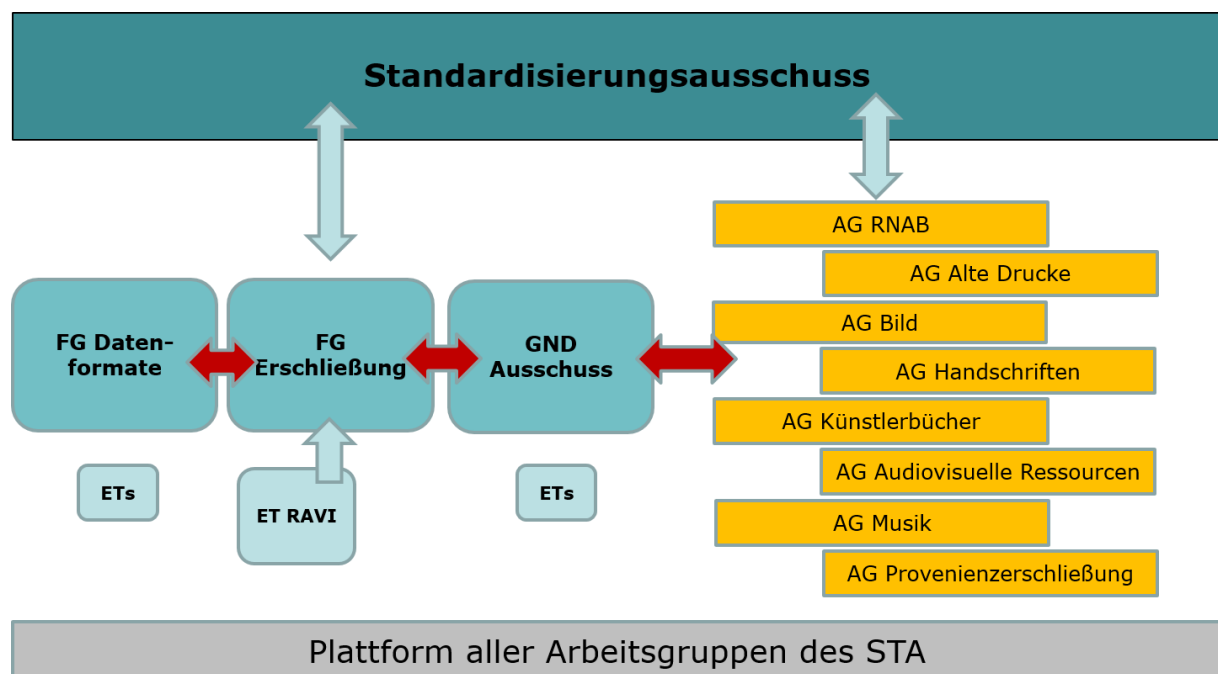 Standardisierungsausschuss
FG Daten-
formate
FG
Erschließung
GND
Ausschuss
ETs
ET RAVI
ETs
AG RNAB
AG Alte Drucke
AG Bild
AG Handschriften
AG Künstlerbücher
AG Audiovisuelle Ressourcen
AG Musik
AG Provenienzerschließung
Plattform aller Arbeitsgruppen des STA